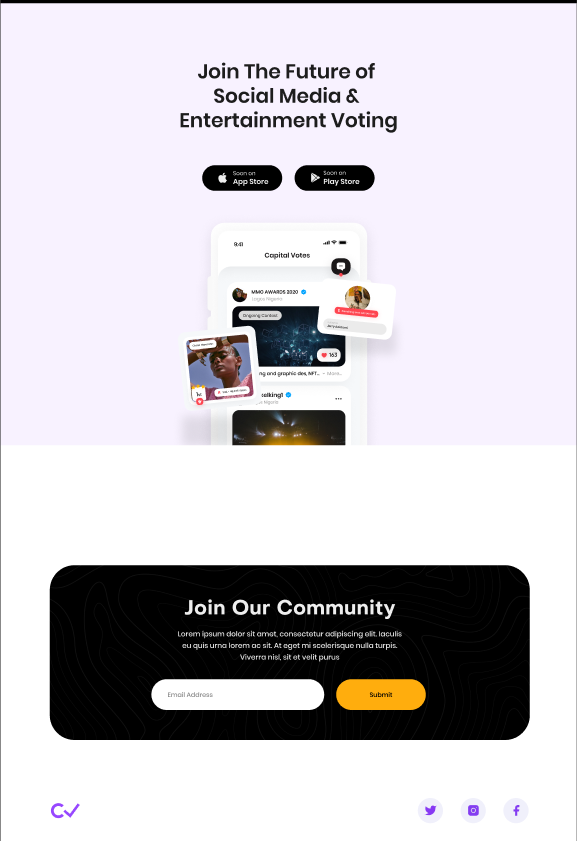 Join The Future of
Social Media &
Entertainment Voting
Soon on
App Store
Soon on
Play Store
9:41
Capital Votes
MMO AWARDS 2020
Lagos Nigeria
Ongoing Contest
163
ng and graphic des, NFT... - More..
alking1
Nigeria
1st
Join Our Community
Lorem ipsum dolor sit amet, consectetur adipiscing elit. Iaculis
eu quis urna lorem ac sit. At eget mi scelerisque nulla turpis.
Viverra nisl, sit et velit purus
Email Address
Submit
CV